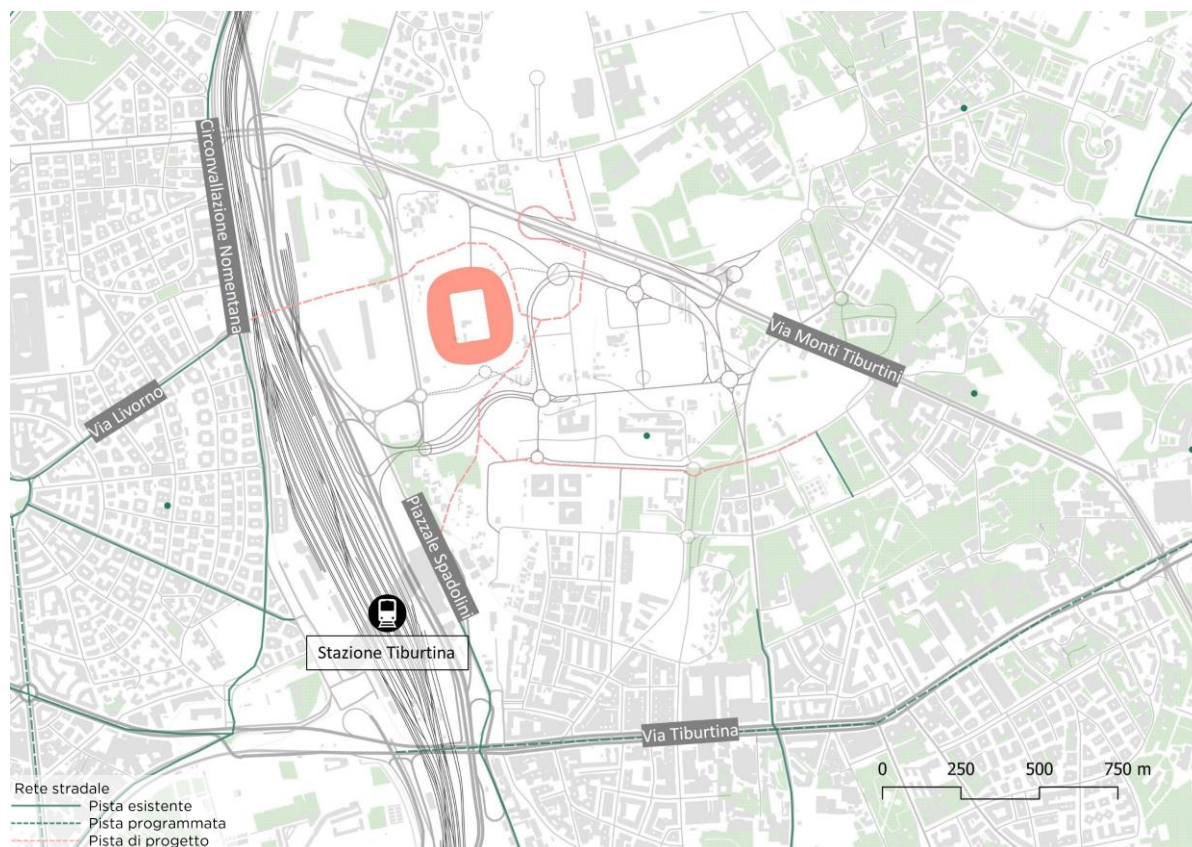 Circonvallazione Nomentana
Via Monti Tiburtini
Via Livorno
Piazzale Spadolini
Stazione Tiburtina
Via Tiburtina
0 250 500 750 m
Rete stradale
Pista esistente
Pista programmata
Pista di progetto